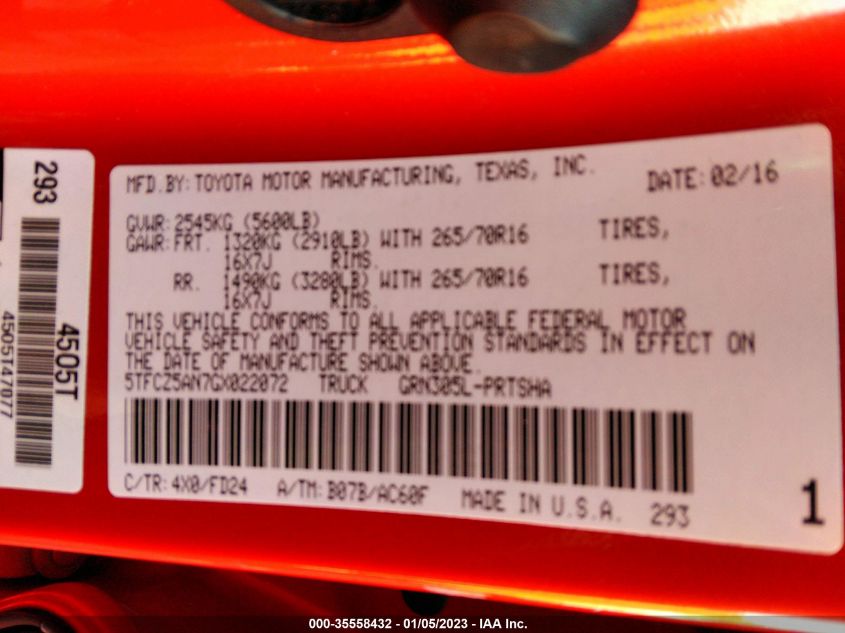 293
4505T
4505147077
MFD.BY: TOYOTA MOTOR MANUFACTURING, TEXAS, INC. DATE: 02/16
GVWR: 2545KG (5600LB)
GAWR: FRT. 1320KG (2910LB) WITH 265/70R16 TIRES,
16X7J RIMS.
RR. 1490KG (3280LB) WITH 265/70R16 TIRES,
16X7J RIMS.
THIS VEHICLE CONFORMS TO ALL APPLICABLE FEDERAL MOTOR
VEHICLE SAFETY AND THEFT PREVENTION STANDARDS IN EFFECT ON
THE DATE OF MANUFACTURE SHOWN ABOVE.
5TFCZ5AN7GX022072 TRUCK GRN305L-PRTSHA
C/TR: 4X0/FD24 A/TM: B07B/AC60F MADE IN U.S.A. 293
1
000-35558432 - 01/05/2023 - IAA Inc.